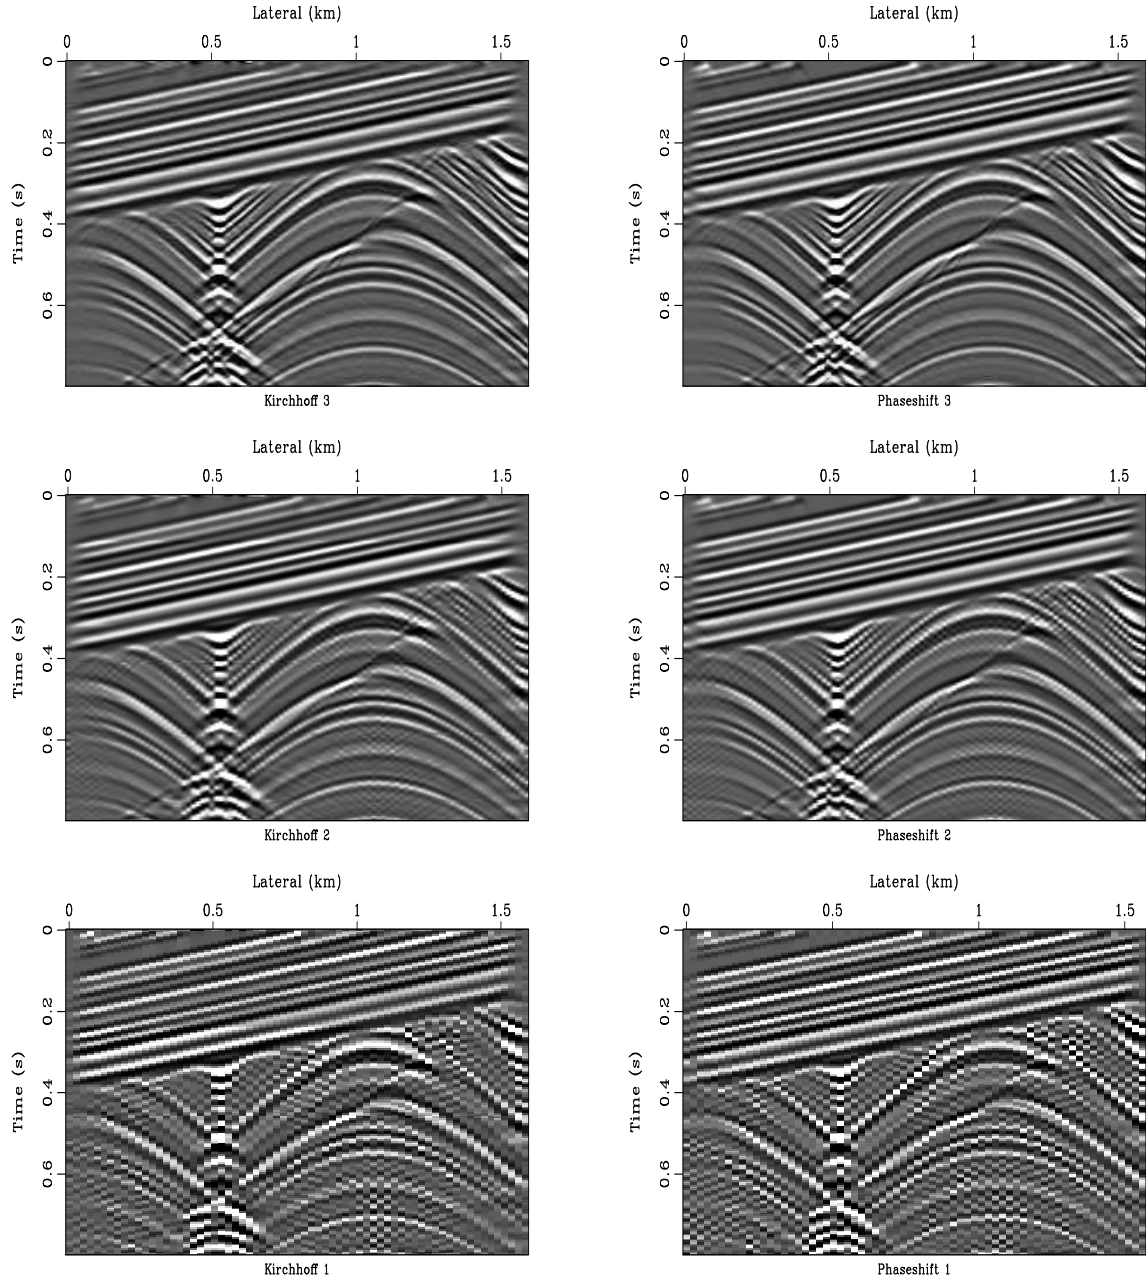 Lateral (km) Lateral (km)
0 0.5 1 1.5 0 0.5 1 1.5
0 0.2 0.4 0.6 0 0.2 0.4 0.6
Time (s) Time (s)
Kirchhoff 3 Phaseshift 3
Lateral (km) Lateral (km)
0 0.5 1 1.5 0 0.5 1 1.5
0 0.2 0.4 0.6 0 0.2 0.4 0.6
Time (s) Time (s)
Kirchhoff 2 Phaseshift 2
Lateral (km) Lateral (km)
0 0.5 1 1.5 0 0.5 1 1.5
0 0.2 0.4 0.6 0 0.2 0.4 0.6
Time (s) Time (s)
Kirchhoff 1 Phaseshift 1